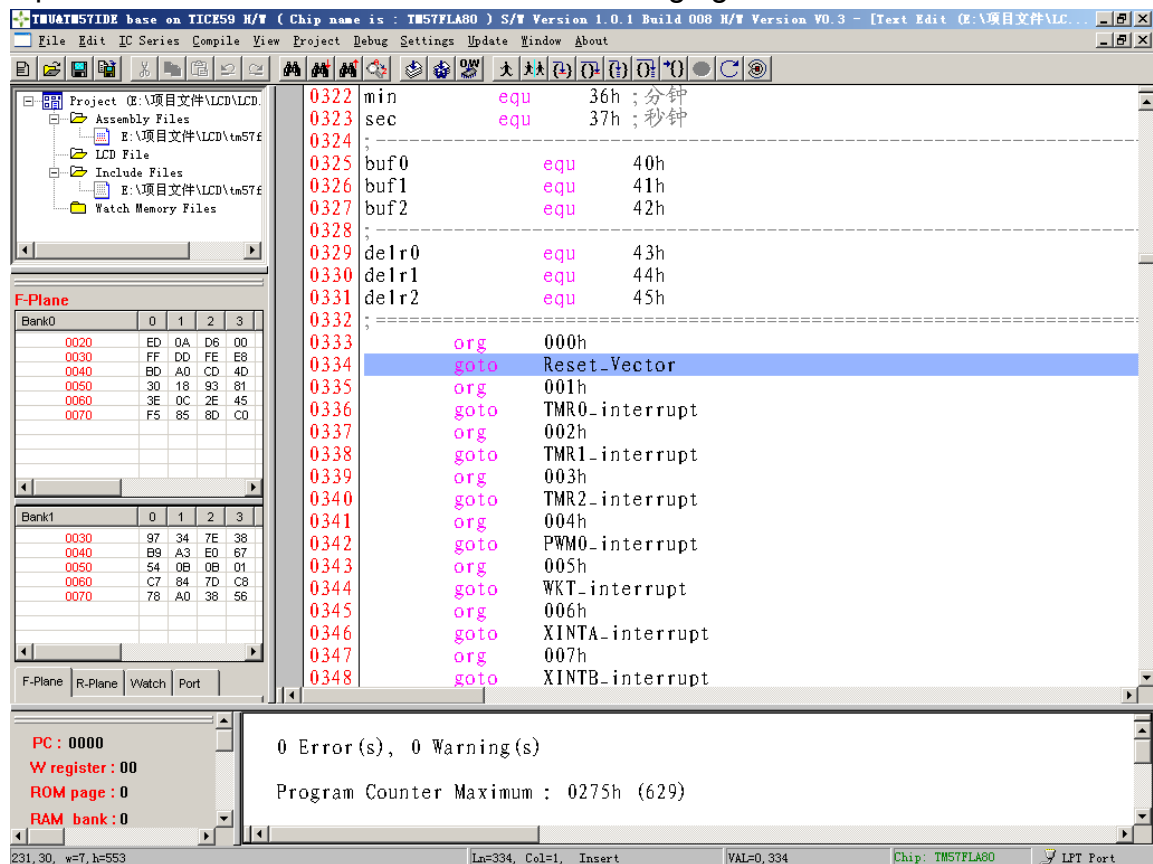 TMU&TM57IDE base on TICE59 H/W ( Chip name is : TM57FLA80 ) S/W Version 1.0.1 Build 008 H/W Version V0.3 - [Text Edit (E:\项目文件\LC...
File Edit IC Series Compile View Project Debug Settings Update Window About
Project (E:\项目文件\LCD\LCD.
Assembly Files
E:\项目文件\LCD\tm57f
LCD File
Include Files
E:\项目文件\LCD\tm57f
Watch Memory Files
F-Plane
Bank0 0 1 2 3
0020 ED 0A D6 00
0030 FF DD FE E8
0040 BD A0 CD 4D
0050 30 18 93 81
0060 3E 0C 2E 45
0070 F5 85 8D C0
Bank1 0 1 2 3
0030 97 34 7E 38
0040 B9 A3 E0 67
0050 54 0B 0B 01
0060 C7 84 7D C8
0070 78 A0 38 56
F-Plane R-Plane Watch Port
0322 min equ 36h ;分钟
0323 sec equ 37h ;秒钟
0324 ;------------------------------------------------------------
0325 buf0 equ 40h
0326 buf1 equ 41h
0327 buf2 equ 42h
0328 ;------------------------------------------------------------
0329 delr0 equ 43h
0330 delr1 equ 44h
0331 delr2 equ 45h
0332 ;============================================================
0333 org 000h
0334 goto Reset_Vector
0335 org 001h
0336 goto TMR0_interrupt
0337 org 002h
0338 goto TMR1_interrupt
0339 org 003h
0340 goto TMR2_interrupt
0341 org 004h
0342 goto PWM0_interrupt
0343 org 005h
0344 goto WKT_interrupt
0345 org 006h
0346 goto XINTA_interrupt
0347 org 007h
0348 goto XINTB_interrupt
PC : 0000
W register : 00
ROM page : 0
RAM bank : 0
0 Error(s), 0 Warning(s)
Program Counter Maximum : 0275h (629)
231,30, w=7,h=553 Ln=334, Col=1, Insert VAL=0,334 Chip: TM57FLA80 LPT Port